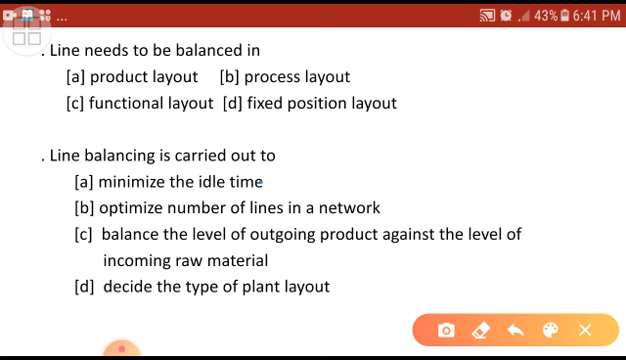 ... 43% 6:41 PM
. Line needs to be balanced in
[a] product layout [b] process layout
[c] functional layout [d] fixed position layout
. Line balancing is carried out to
[a] minimize the idle time
[b] optimize number of lines in a network
[c] balance the level of outgoing product against the level of
incoming raw material
[d] decide the type of plant layout